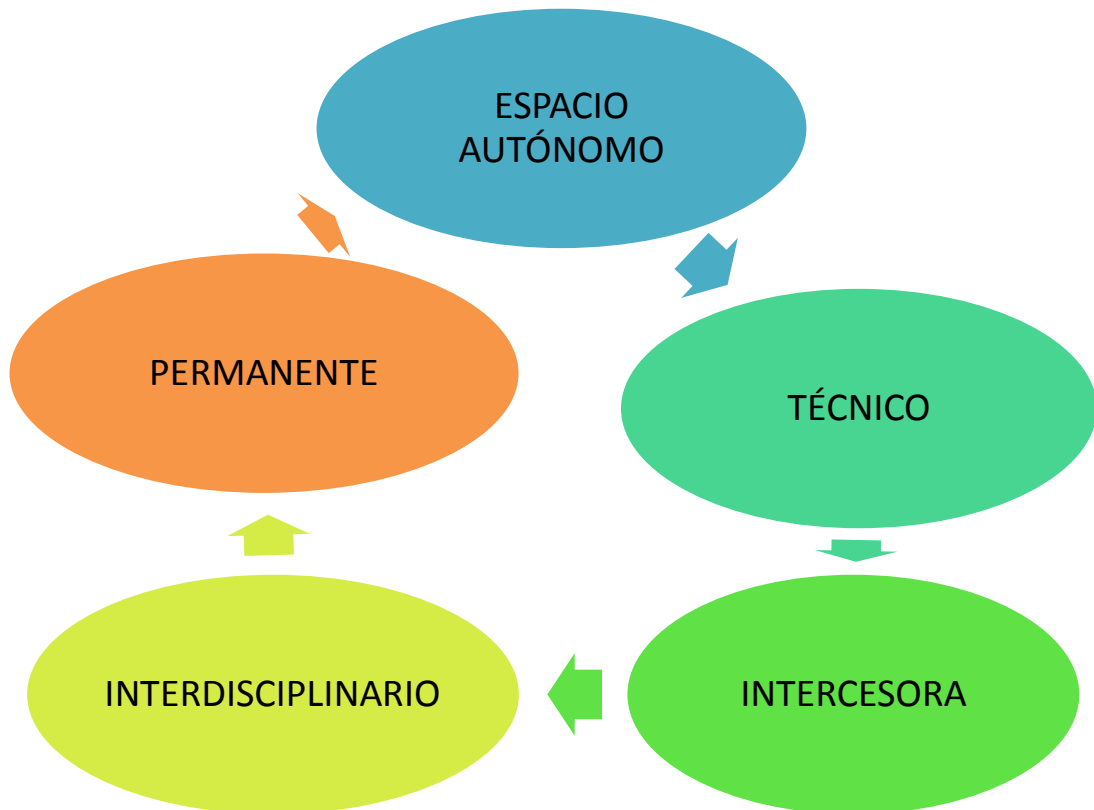 ESPACIO
AUTÓNOMO
TÉCNICO
INTERCESORA
INTERDISCIPLINARIO
PERMANENTE